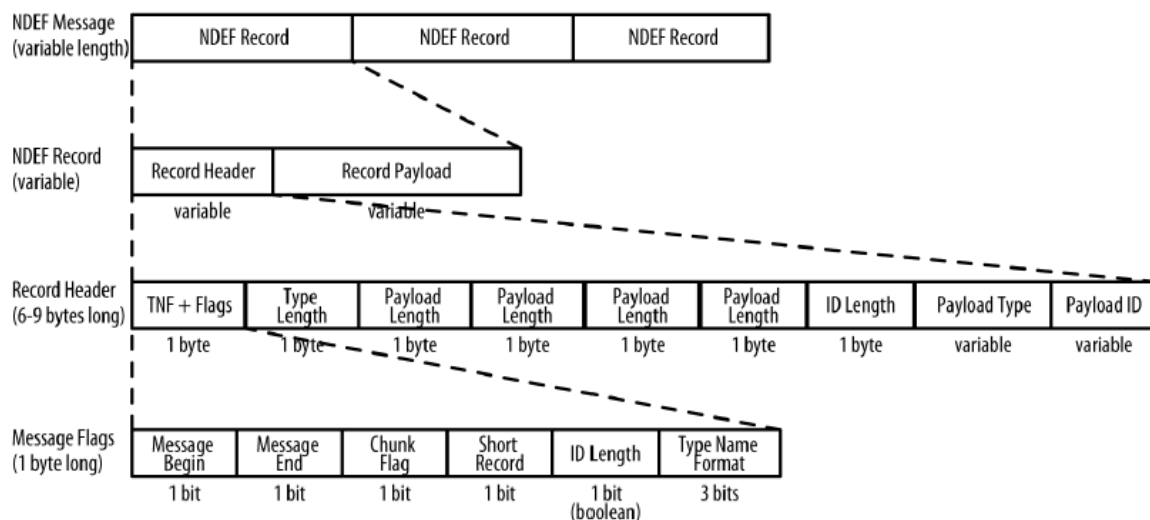 NDEF Message
(variable length)
NDEF Record
NDEF Record
NDEF Record
NDEF Record
(variable)
Record Header
Record Payload
variable
variable
Record Header
(6-9 bytes long)
TNF + Flags
Type
Length
Payload
Length
Payload
Length
Payload
Length
Payload
Length
ID Length
Payload Type
Payload ID
1 byte
1 byte
1 byte
1 byte
1 byte
1 byte
1 byte
variable
variable
Message Flags
(1 byte long)
Message
Begin
Message
End
Chunk
Flag
Short
Record
ID Length
Type Name
Format
1 bit
1 bit
1 bit
1 bit
1 bit
(boolean)
3 bits